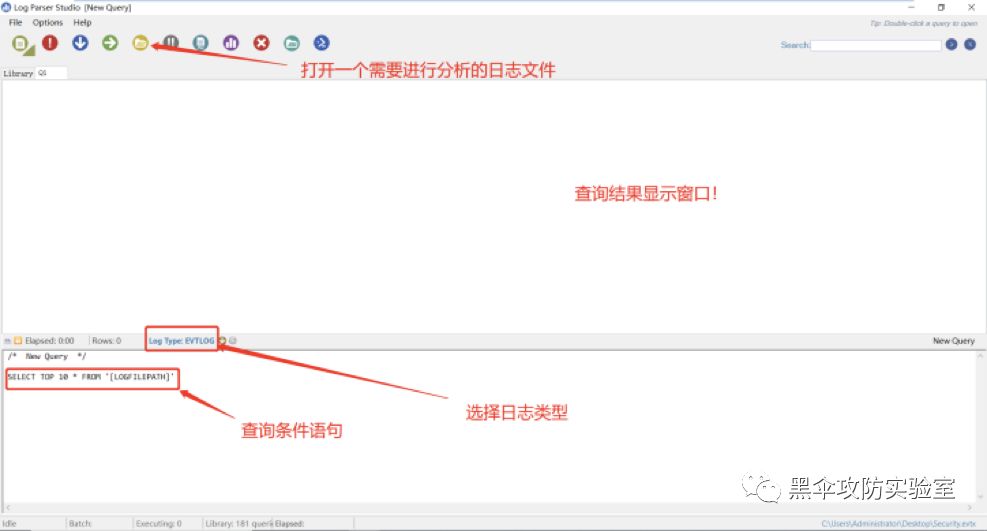 Log Parser Studio [New Query]
File Options Help
Tip: Double-click a query to open
Search:
打开一个需要进行分析的日志文件
Library Q1
查询结果显示窗口！
Elapsed: 0:00 Rows: 0 Log Type: EVTLOG New Query
/* New Query */
SELECT TOP 10 * FROM '[LOGFILEPATH]'
选择日志类型
查询条件语句
黑伞攻防实验室
Idle Batch: Executing: 0 Library: 181 queri Elapsed: C:\Users\Administrator\Desktop\Security.evtx